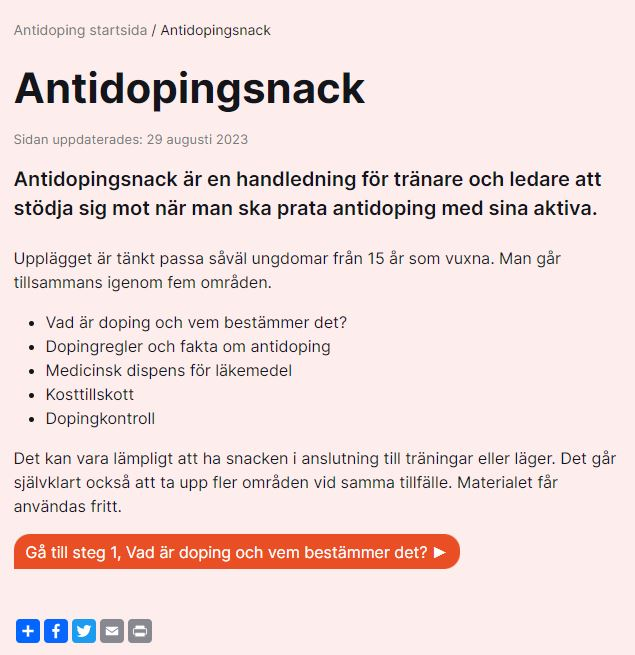 Antidoping startsida / Antidopingsnack
Antidopingsnack
Sidan uppdaterades: 29 augusti 2023
Antidopingsnack är en handledning för tränare och ledare att
stödja sig mot när man ska prata antidoping med sina aktiva.
Upplägget är tänkt passa såväl ungdomar från 15 år som vuxna. Man går
tillsammans igenom fem områden.
• Vad är doping och vem bestämmer det?
• Dopingregler och fakta om antidoping
• Medicinsk dispens för läkemedel
• Kosttillskott
• Dopingkontroll
Det kan vara lämpligt att ha snacken i anslutning till träningar eller läger. Det går
självklart också att ta upp fler områden vid samma tillfälle. Materialet får
användas fritt.
Gå till steg 1, Vad är doping och vem bestämmer det? ►